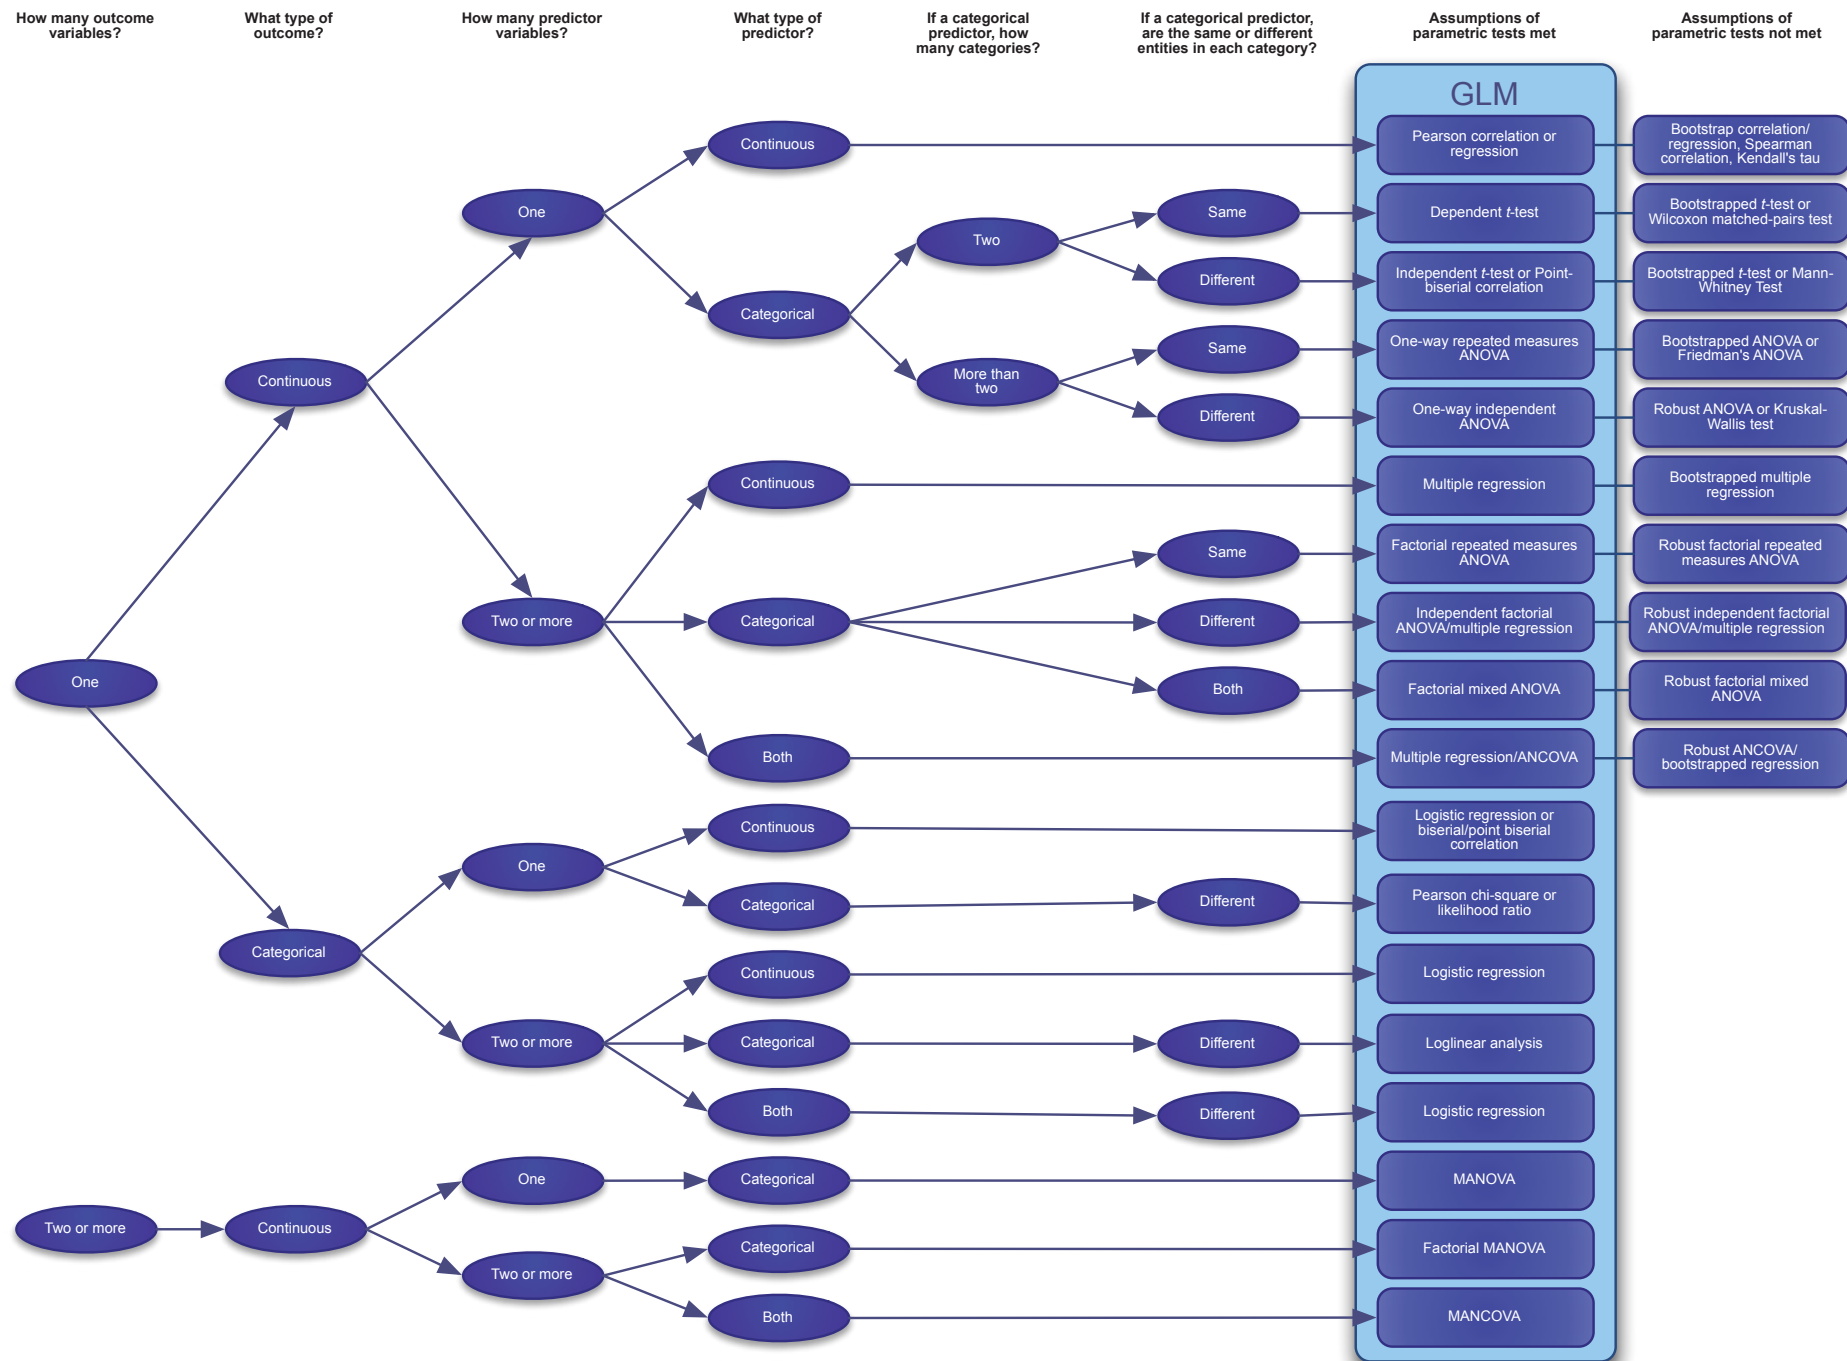 How many outcome
variables?
What type of
outcome?
How many predictor
variables?
What type of
predictor?
If a categorical
predictor, how
many categories?
If a categorical predictor,
are the same or different
entities in each category?
Assumptions of
parametric tests met
Assumptions of
parametric tests not met
GLM
Continuous
Pearson correlation or
regression
Bootstrap correlation/
regression, Spearman
correlation, Kendall's tau
One
Two
Same
Dependent t-test
Bootstrapped t-test or
Wilcoxon matched-pairs test
Different
Independent t-test or Point-
biserial correlation
Bootstrapped t-test or Mann-
Whitney Test
Categorical
Continuous
More than
two
Same
One-way repeated measures
ANOVA
Bootstrapped ANOVA or
Friedman's ANOVA
Different
One-way independent
ANOVA
Robust ANOVA or Kruskal-
Wallis test
Continuous
Multiple regression
Bootstrapped multiple
regression
Same
Factorial repeated measures
ANOVA
Robust factorial repeated
measures ANOVA
Two or more
Categorical
Different
Independent factorial
ANOVA/multiple regression
Robust independent factorial
ANOVA/multiple regression
One
Both
Factorial mixed ANOVA
Robust factorial mixed
ANOVA
Both
Multiple regression/ANCOVA
Robust ANCOVA/
bootstrapped regression
Continuous
Logistic regression or
biserial/point biserial
correlation
One
Categorical
Different
Pearson chi-square or
likelihood ratio
Categorical
Continuous
Logistic regression
Two or more
Categorical
Different
Loglinear analysis
Both
Different
Logistic regression
One
Categorical
MANOVA
Two or more
Continuous
Categorical
Factorial MANOVA
Two or more
Both
MANCOVA